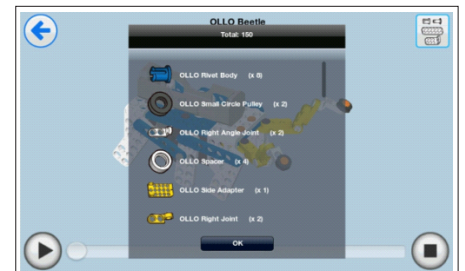 OLLO Beetle
Total: 150
OLLO Rivet Body (x 8)
OLLO Small Circle Pulley (x 2)
OLLO Right Angle Joint (x 2)
OLLO Spacer (x 4)
OLLO Side Adapter (x 1)
OLLO Right Joint (x 2)
OK